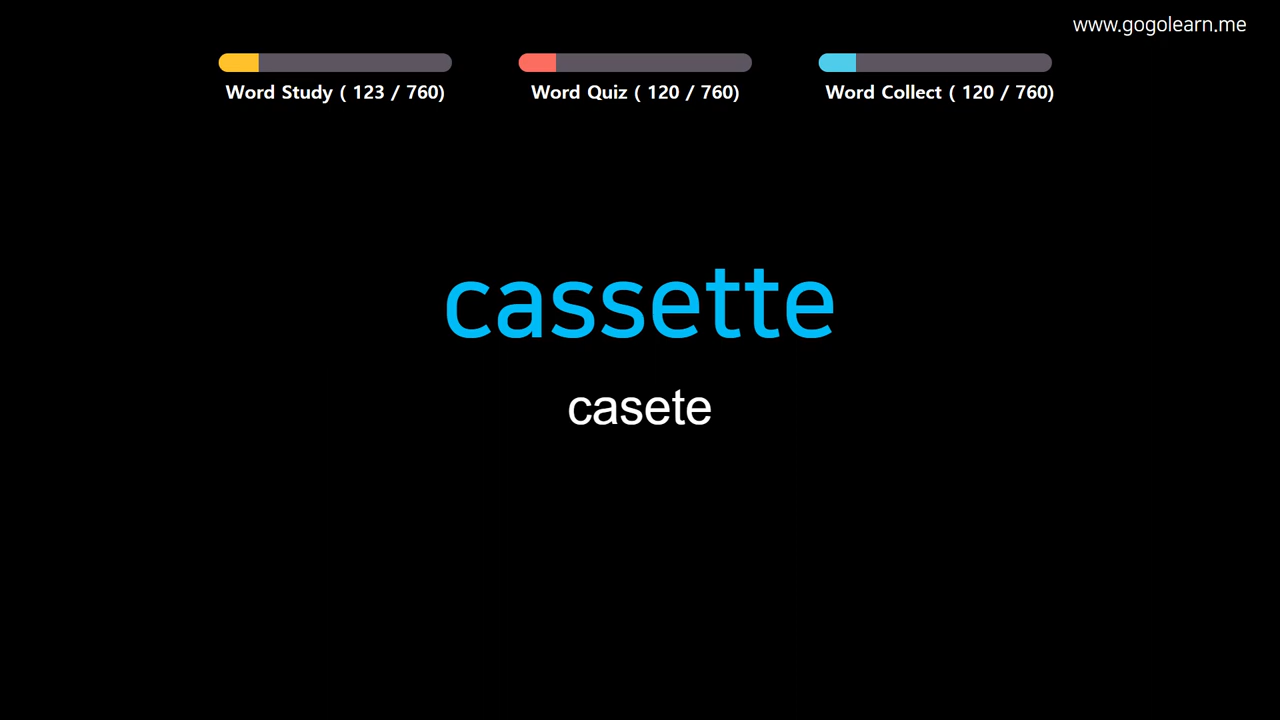 www.gogolearn.me
Word Study ( 123 / 760)
Word Quiz ( 120 / 760)
Word Collect ( 120 / 760)
cassette
casete